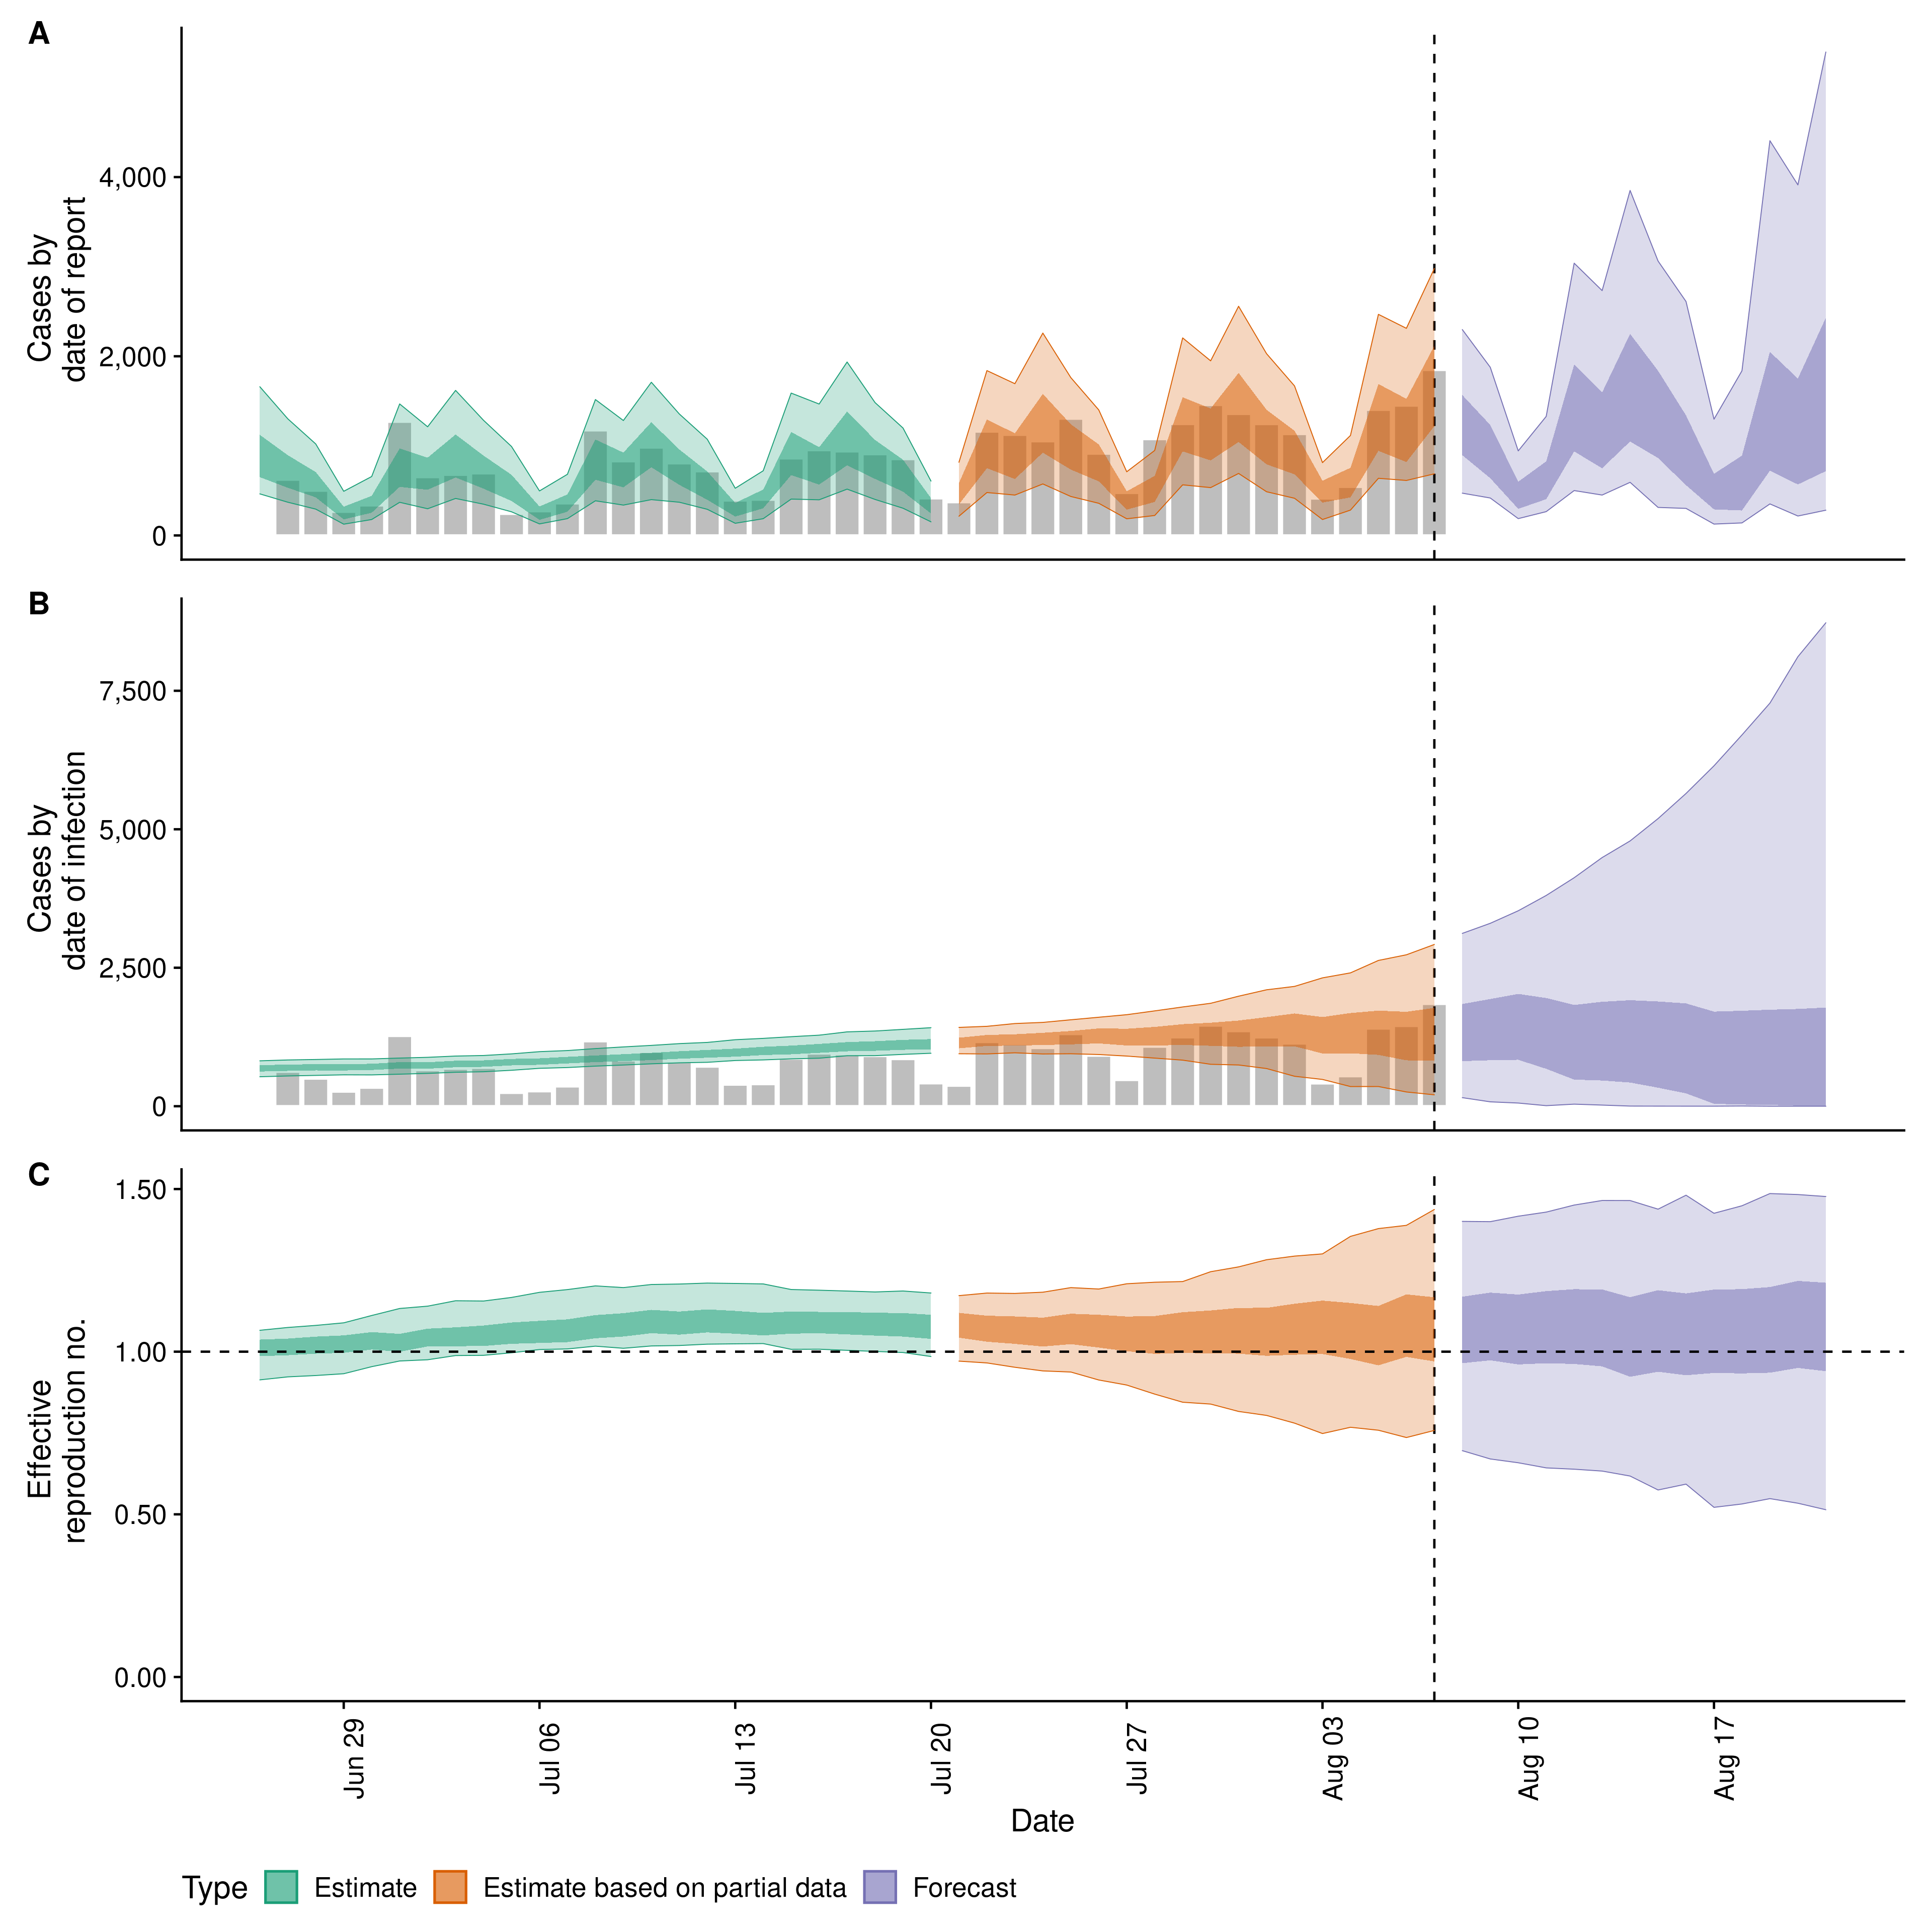 A
Cases by
date of report
4,000
2,000
0
B
Cases by
date of infection
7,500
5,000
2,500
0
C
Effective
reproduction no.
1.50
1.00
0.50
0.00
Jun 29
Jul 06
Jul 13
Jul 20
Jul 27
Aug 03
Aug 10
Aug 17
Date
Type Estimate Estimate based on partial data Forecast